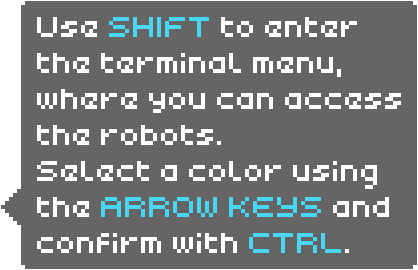 Use SHIFT to enter
the terminal menu,
where you can access
the robots.
Select a color using
the ARROW KEYS and
confirm with CTRL.